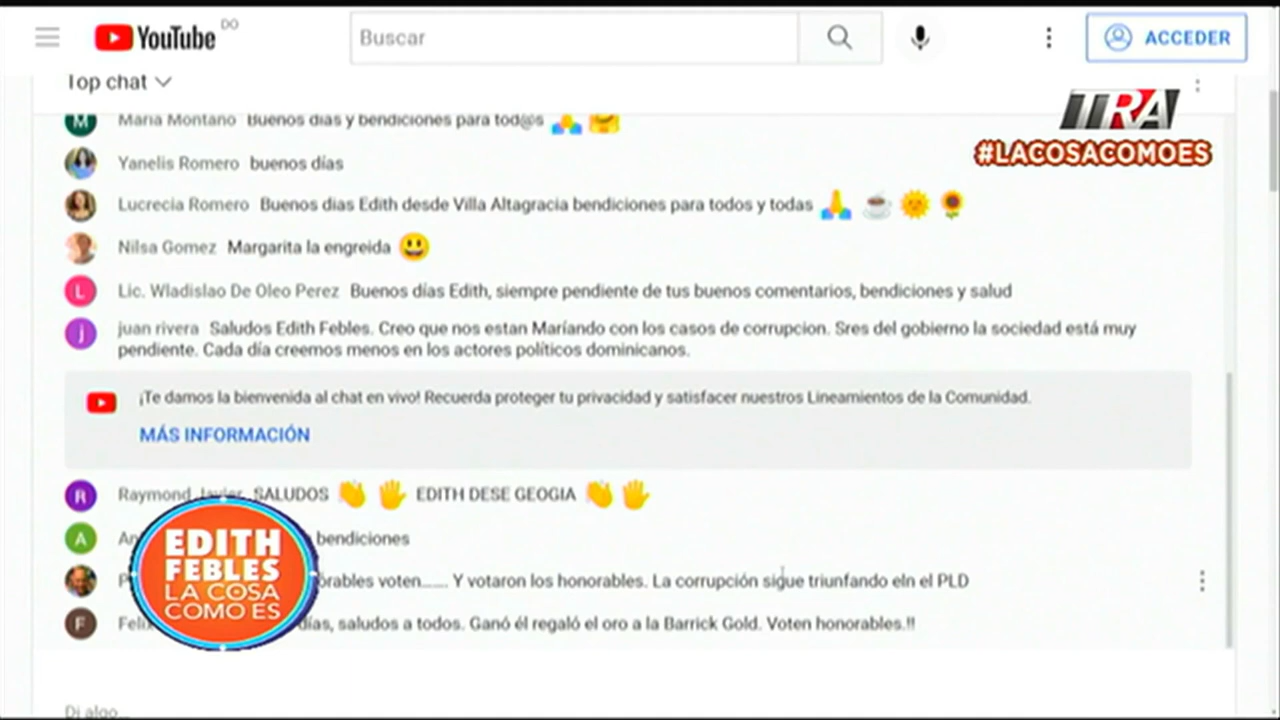 YouTube DO
Buscar
ACCEDER
Top chat
TRA
#LACOSACOMOES
Maria Montano Buenos dias y bendiciones para tod@s
Yanelis Romero buenos días
Lucrecia Romero Buenos dias Edith desde Villa Altagracia bendiciones para todos y todas
Nilsa Gomez Margarita la engreida
L Lic. Wladislao De Oleo Perez Buenos días Edith, siempre pendiente de tus buenos comentarios, bendiciones y salud
j juan rivera Saludos Edith Febles. Creo que nos estan Maríando con los casos de corrupcion. Sres del gobierno la sociedad está muy
pendiente. Cada día creemos menos en los actores políticos dominicanos.
¡Te damos la bienvenida al chat en vivo! Recuerda proteger tu privacidad y satisfacer nuestros Lineamientos de la Comunidad.
MÁS INFORMACIÓN
R Raymond Javier SALUDOS EDITH DESE GEOGIA
A bendiciones
voten...... Y votaron los honorables. La corrupción sigue triunfando eln el PLD
F saludos a todos. Ganó él regaló el oro a la Barrick Gold. Voten honorables.!!
EDITH
FEBLES
LA COSA
COMO ES
Di algo...